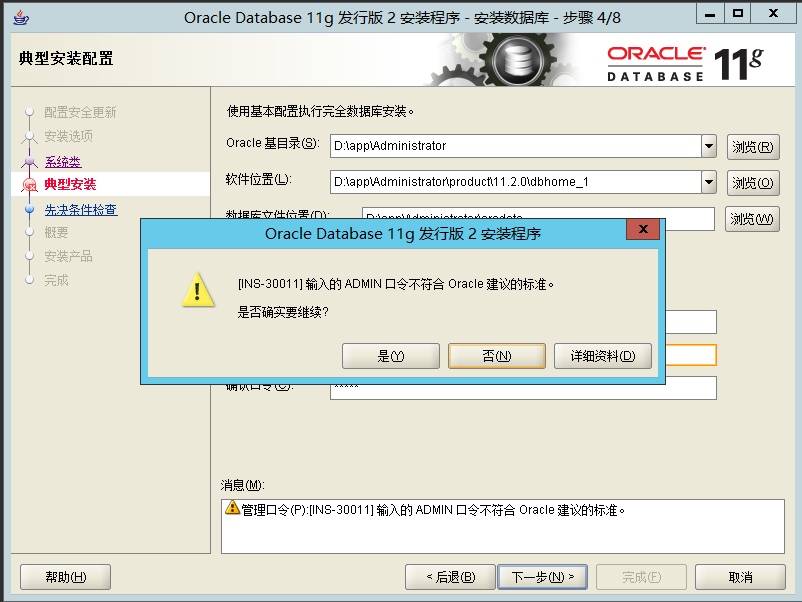 Oracle Database 11g 发行版 2 安装程序 - 安装数据库 - 步骤 4/8
典型安装配置
ORACLE
DATABASE 11g
配置安全更新
安装选项
系统类
典型安装
先决条件检查
概要
安装产品
完成
使用基本配置执行完全数据库安装。
Oracle 基目录(S):
D:\app\Administrator
浏览(R)
软件位置(L):
D:\app\Administrator\product\11.2.0\dbhome_1
浏览(O)
数据库文件位置(D):
D:\app\Administrator\oradata
浏览(W)
Oracle Database 11g 发行版 2 安装程序
[INS-30011] 输入的 ADMIN 口令不符合 Oracle 建议的标准。
是否确实要继续?
是(Y)
否(N)
详细资料(D)
确认口令(C):
*****
消息(M):
管理口令(P):[INS-30011] 输入的 ADMIN 口令不符合 Oracle 建议的标准。
帮助(H)
< 后退(B)
下一步(N) >
完成(F)
取消